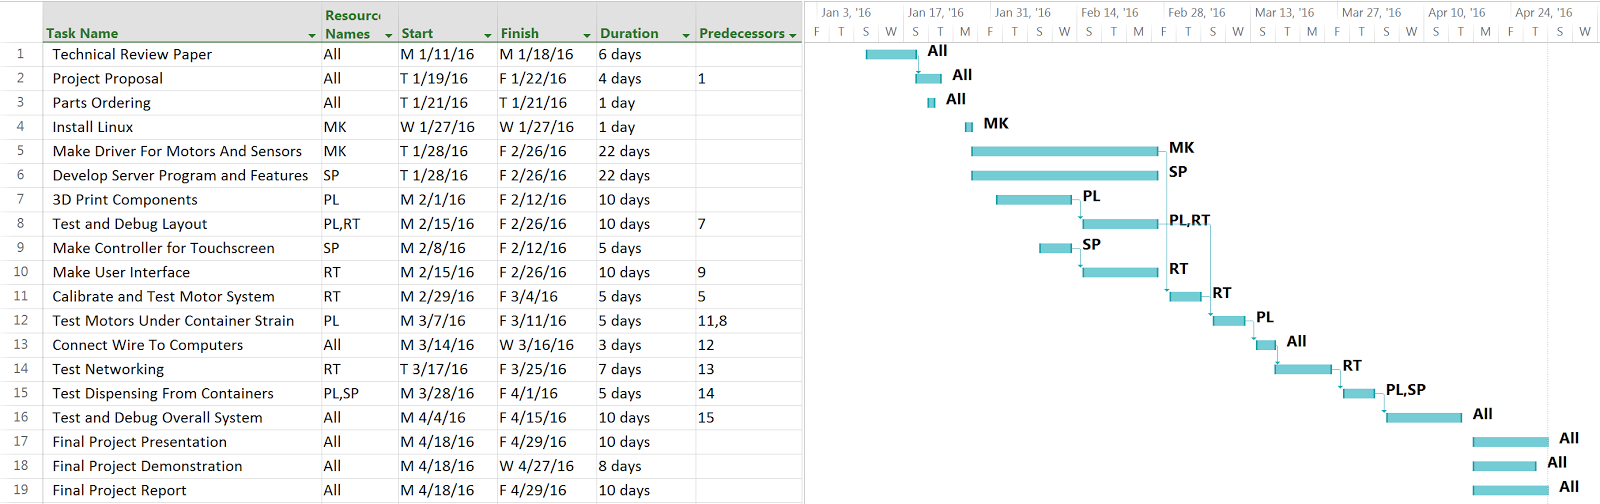 Resource
Task Name Names Start Finish Duration Predecessors
Jan 3, '16 Jan 17, '16 Jan 31, '16 Feb 14, '16 Feb 28, '16 Mar 13, '16 Mar 27, '16 Apr 10, '16 Apr 24, '16
F T S W S T M F T S W S T M F T S W S T M F T S W
1 Technical Review Paper All M 1/11/16 M 1/18/16 6 days All
2 Project Proposal All T 1/19/16 F 1/22/16 4 days 1 All
3 Parts Ordering All T 1/21/16 T 1/21/16 1 day All
4 Install Linux MK W 1/27/16 W 1/27/16 1 day MK
5 Make Driver For Motors And Sensors MK T 1/28/16 F 2/26/16 22 days MK
6 Develop Server Program and Features SP T 1/28/16 F 2/26/16 22 days SP
7 3D Print Components PL M 2/1/16 F 2/12/16 10 days PL
8 Test and Debug Layout PL,RT M 2/15/16 F 2/26/16 10 days 7 PL,RT
9 Make Controller for Touchscreen SP M 2/8/16 F 2/12/16 5 days SP
10 Make User Interface RT M 2/15/16 F 2/26/16 10 days 9 RT
11 Calibrate and Test Motor System RT M 2/29/16 F 3/4/16 5 days 5 RT
12 Test Motors Under Container Strain PL M 3/7/16 F 3/11/16 5 days 11,8 PL
13 Connect Wire To Computers All M 3/14/16 W 3/16/16 3 days 12 All
14 Test Networking RT T 3/17/16 F 3/25/16 7 days 13 RT
15 Test Dispensing From Containers PL,SP M 3/28/16 F 4/1/16 5 days 14 PL,SP
16 Test and Debug Overall System All M 4/4/16 F 4/15/16 10 days 15 All
17 Final Project Presentation All M 4/18/16 F 4/29/16 10 days All
18 Final Project Demonstration All M 4/18/16 W 4/27/16 8 days All
19 Final Project Report All M 4/18/16 F 4/29/16 10 days All